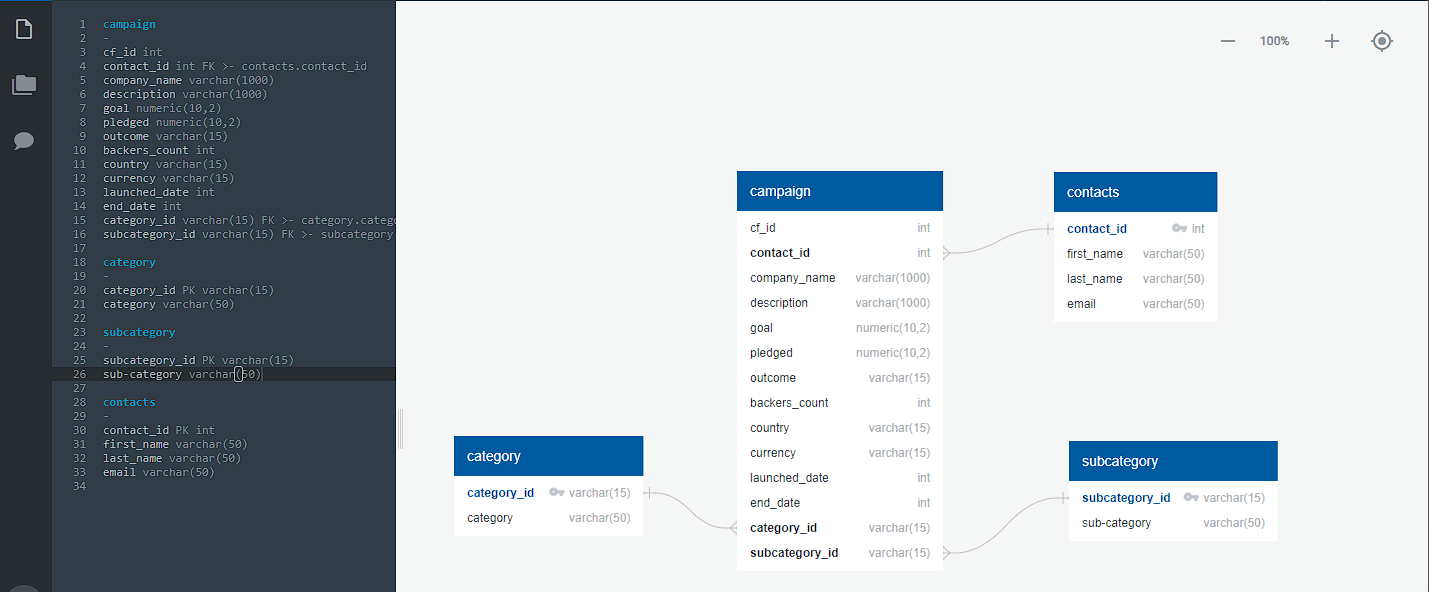 1 campaign
2 -
3 cf_id int
4 contact_id int FK >- contacts.contact_id
5 company_name varchar(1000)
6 description varchar(1000)
7 goal numeric(10,2)
8 pledged numeric(10,2)
9 outcome varchar(15)
10 backers_count int
11 country varchar(15)
12 currency varchar(15)
13 launched_date int
14 end_date int
15 category_id varchar(15) FK >- category.catego
16 subcategory_id varchar(15) FK >- subcategory.
17
18 category
19 -
20 category_id PK varchar(15)
21 category varchar(50)
22
23 subcategory
24 -
25 subcategory_id PK varchar(15)
26 sub-category varchar(50)
27
28 contacts
29 -
30 contact_id PK int
31 first_name varchar(50)
32 last_name varchar(50)
33 email varchar(50)
34
100%
campaign
cf_id int
contact_id int
company_name varchar(1000)
description varchar(1000)
goal numeric(10,2)
pledged numeric(10,2)
outcome varchar(15)
backers_count int
country varchar(15)
currency varchar(15)
launched_date int
end_date int
category_id varchar(15)
subcategory_id varchar(15)
contacts
contact_id int
first_name varchar(50)
last_name varchar(50)
email varchar(50)
category
category_id varchar(15)
category varchar(50)
subcategory
subcategory_id varchar(15)
sub-category varchar(50)